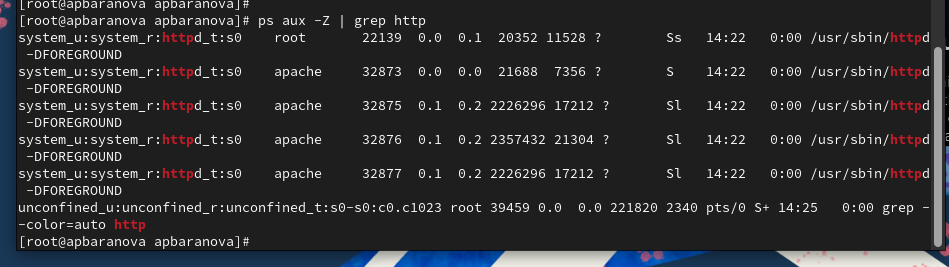 [root@apbaranova apbaranova]#
[root@apbaranova apbaranova]# ps aux -Z | grep http
system_u:system_r:httpd_t:s0    root       22139  0.0  0.1  20352 11528 ?        Ss   14:22   0:00 /usr/sbin/httpd
 -DFOREGROUND
system_u:system_r:httpd_t:s0    apache     32873  0.0  0.0  21688  7356 ?        S    14:22   0:00 /usr/sbin/httpd
 -DFOREGROUND
system_u:system_r:httpd_t:s0    apache     32875  0.1  0.2 2226296 17212 ?       Sl   14:22   0:00 /usr/sbin/httpd
 -DFOREGROUND
system_u:system_r:httpd_t:s0    apache     32876  0.1  0.2 2357432 21304 ?       Sl   14:22   0:00 /usr/sbin/httpd
 -DFOREGROUND
system_u:system_r:httpd_t:s0    apache     32877  0.1  0.2 2226296 17212 ?       Sl   14:22   0:00 /usr/sbin/httpd
 -DFOREGROUND
unconfined_u:unconfined_r:unconfined_t:s0-s0:c0.c1023 root 39459 0.0  0.0 221820 2340 pts/0 S+ 14:25   0:00 grep -
-color=auto http
[root@apbaranova apbaranova]#